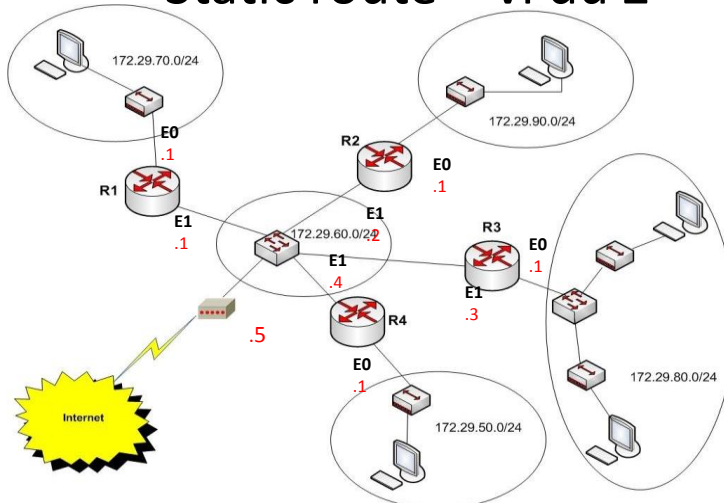 172.29.70.0/24
E0
.1
R1
E1
.1
172.29.90.0/24
R2
E0
.1
E1
172.29.60.0/24
.2
E1
.4
R3
E0
.1
E1
.3
172.29.80.0/24
.5
R4
E0
.1
172.29.50.0/24
Internet